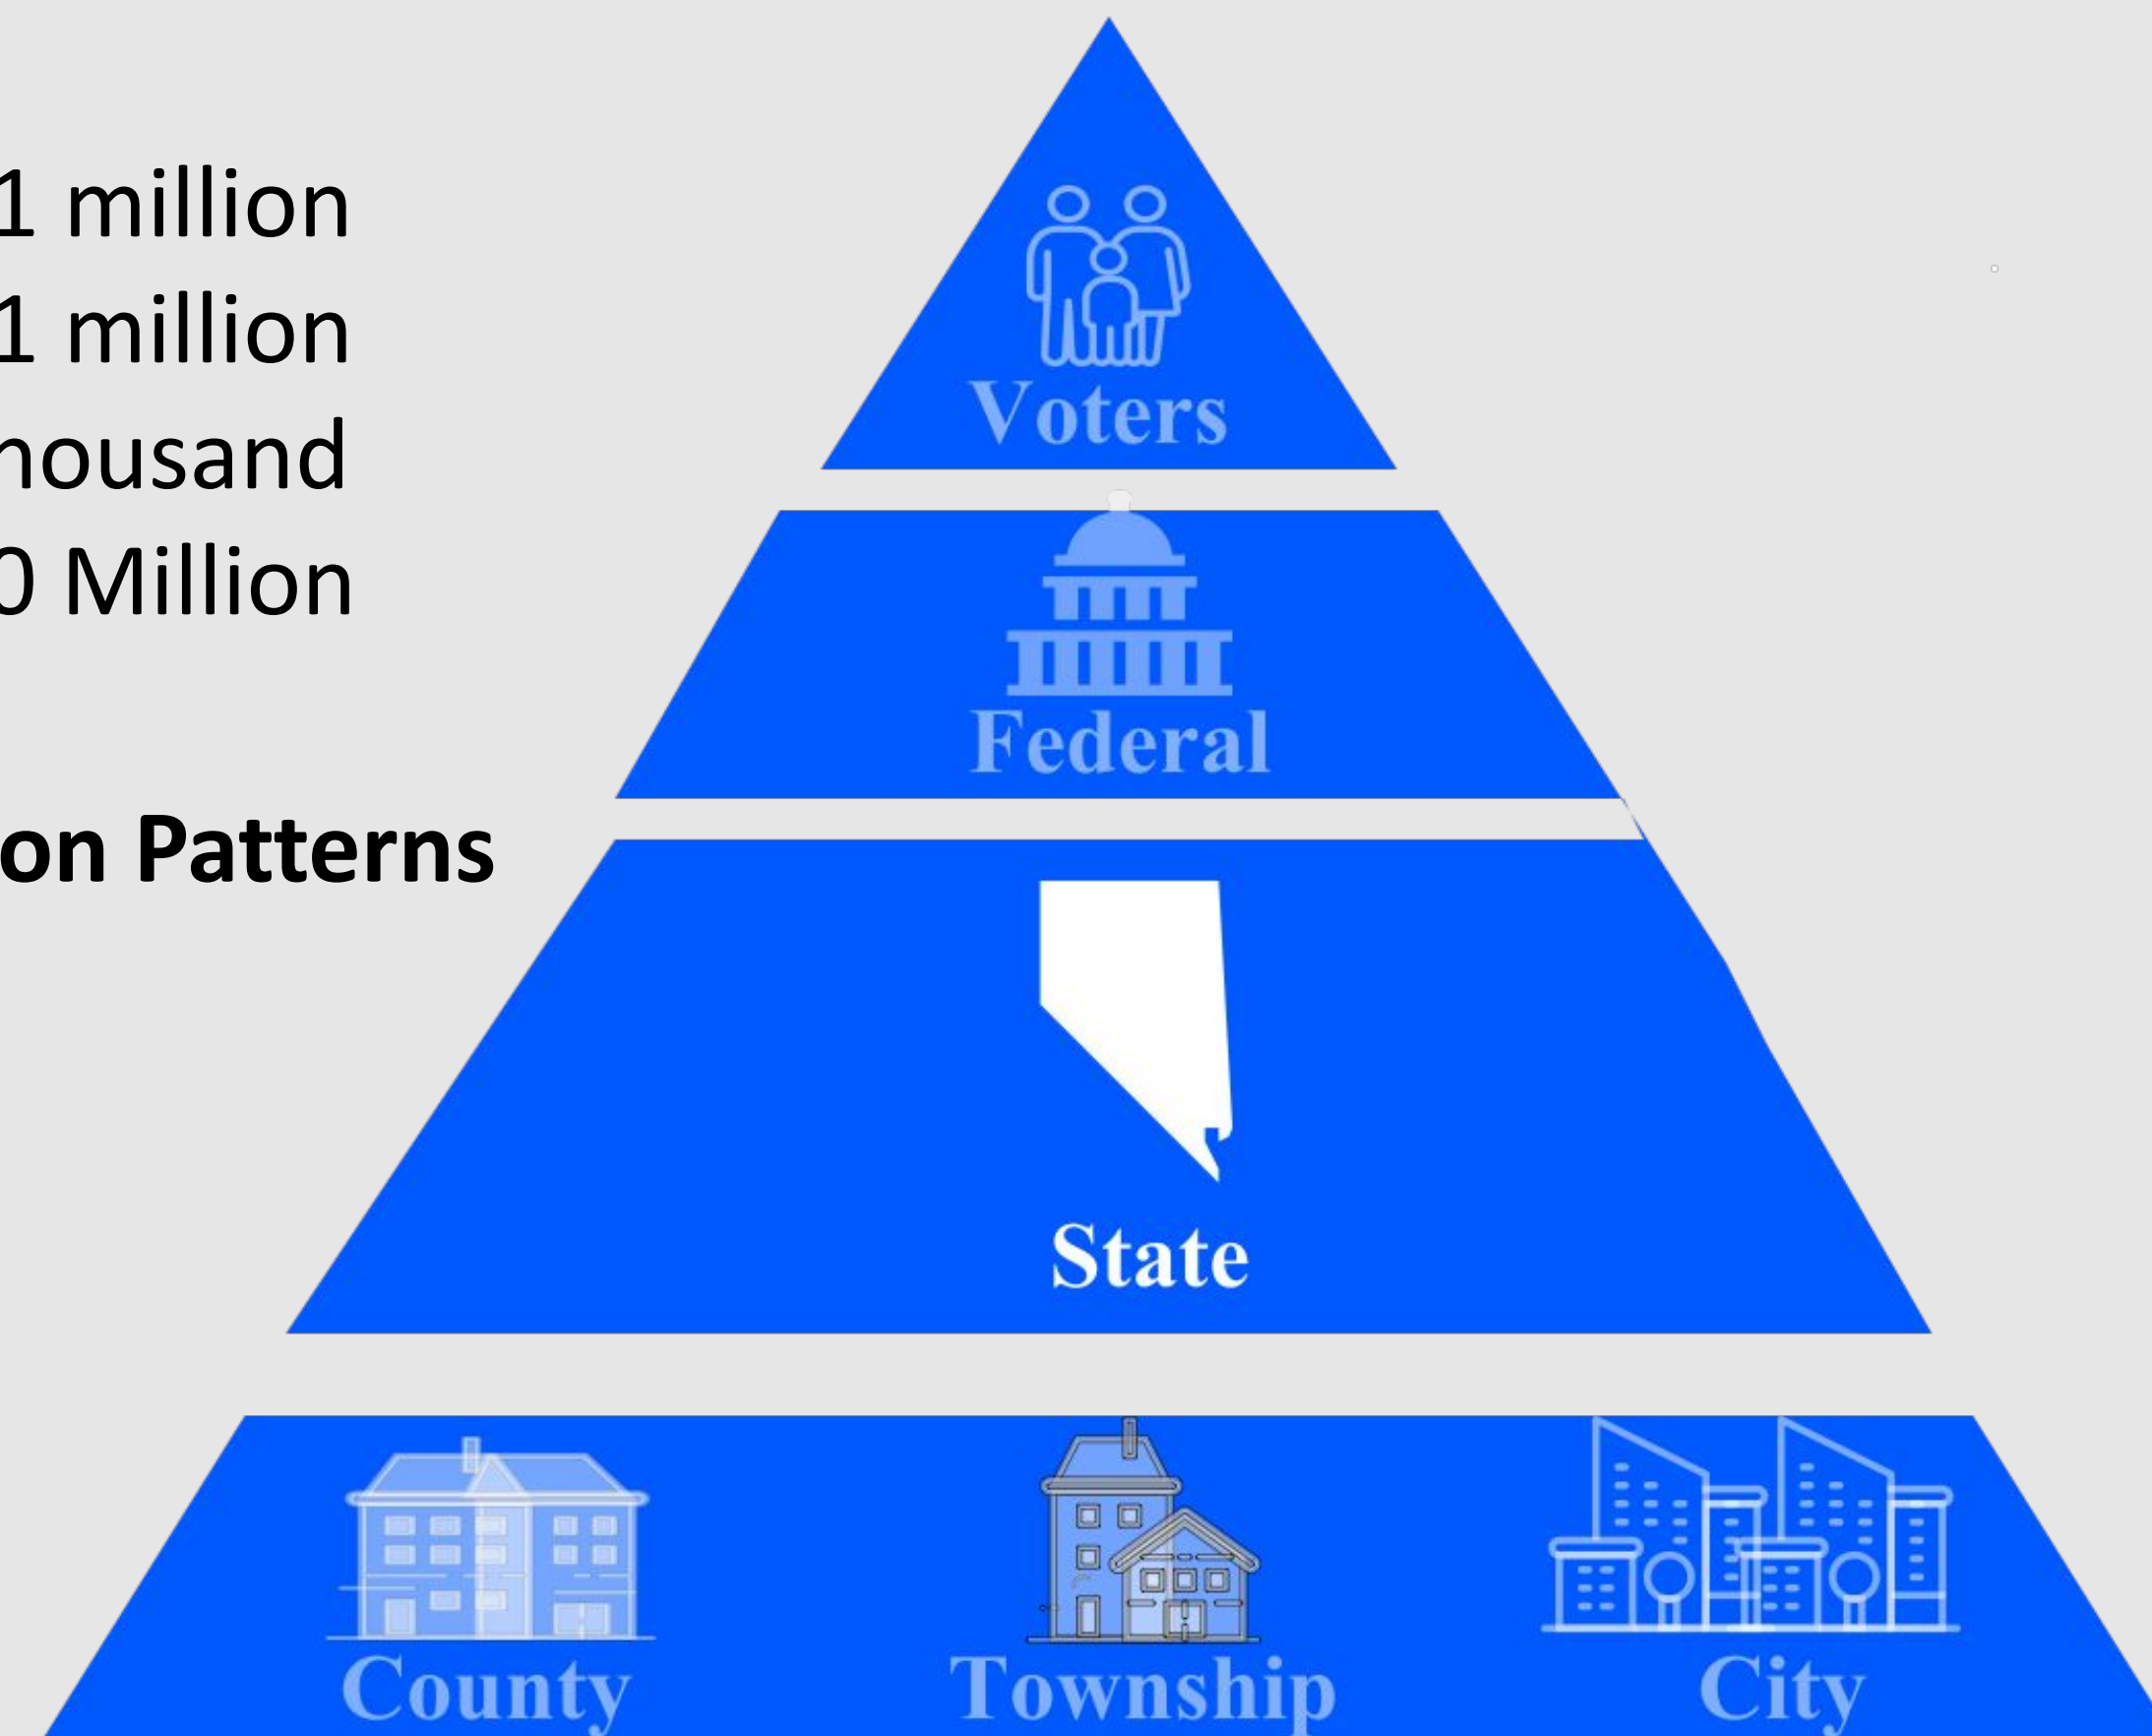 1 million
1 million
housand
0 Million
on Patterns
Voters
Federal
State
County Township City